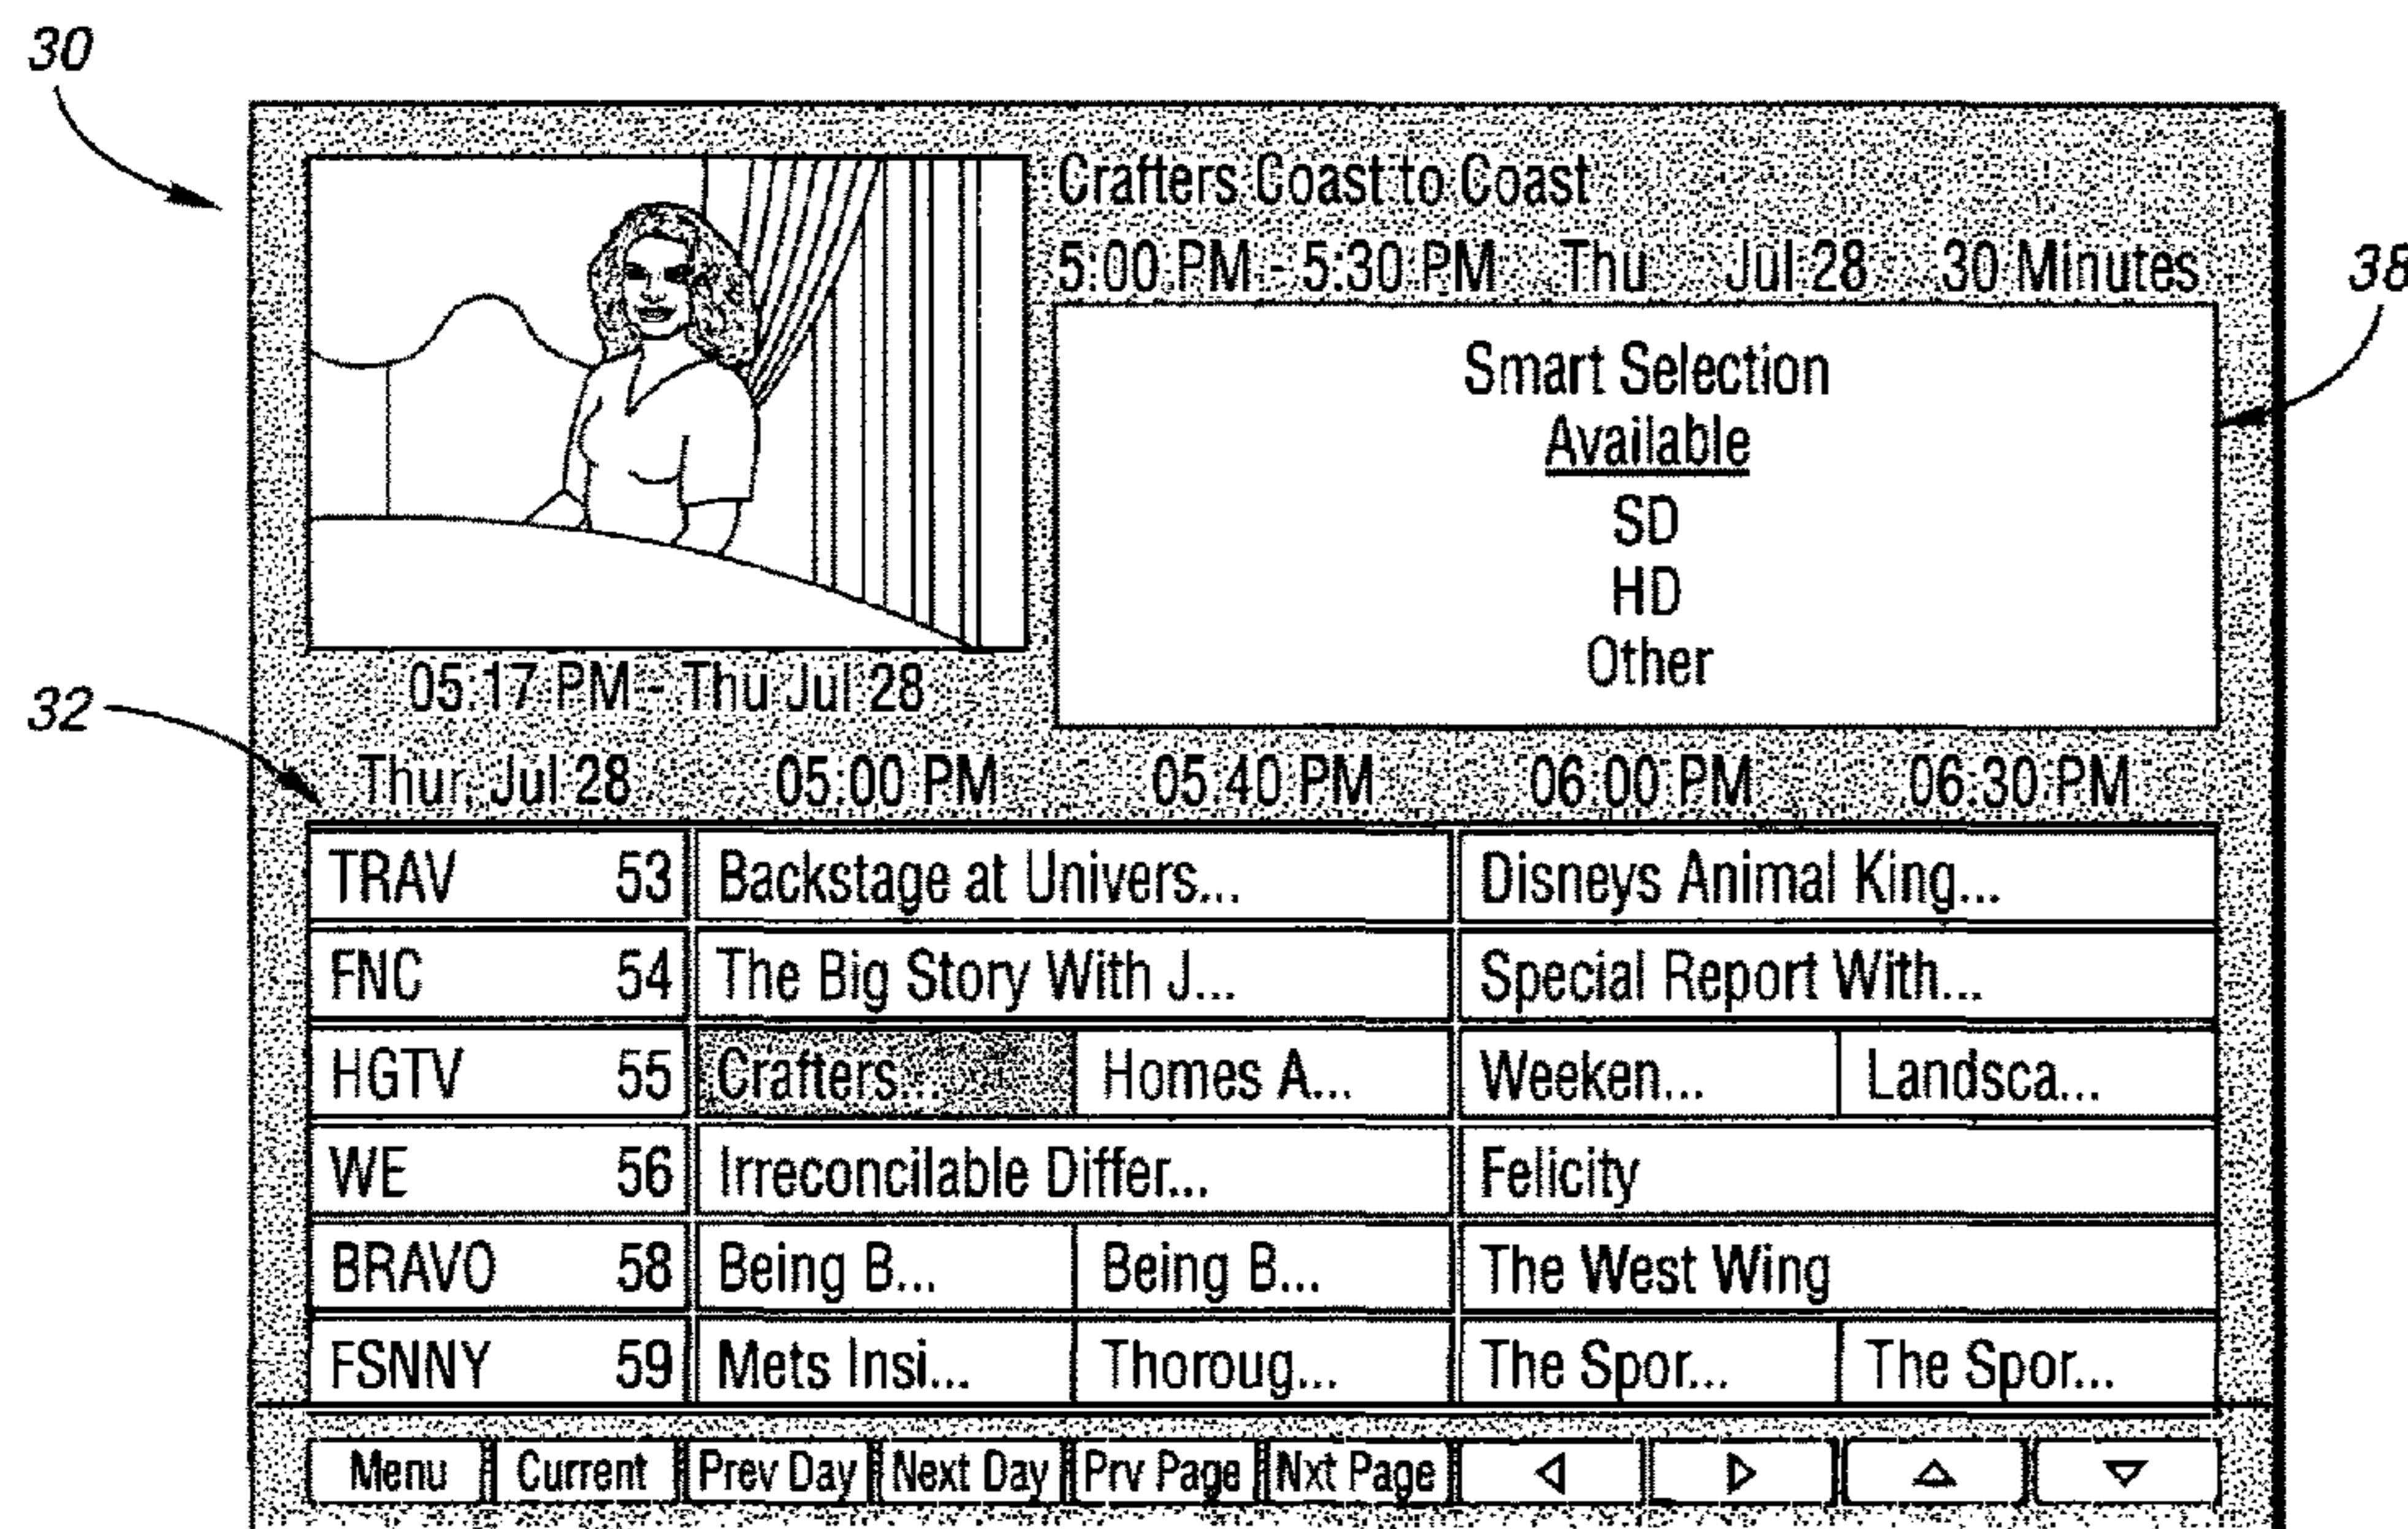 30
Crafters Coast to Coast
5:00 PM - 5:30 PM Thu Jul 28 30 Minutes
38
Smart Selection
Available
SD
HD
Other
05:17 PM - Thu Jul 28
32
Thur, Jul 28 05:00 PM 05:40 PM 06:00 PM 06:30 PM
TRAV 53 Backstage at Univers... Disneys Animal King...
FNC 54 The Big Story With J... Special Report With...
HGTV 55 Crafters... Homes A... Weeken... Landsca...
WE 56 Irreconcilable Differ... Felicity
BRAVO 58 Being B... Being B... The West Wing
FSNNY 59 Mets Insi... Thoroug... The Spor... The Spor...
Menu Current Prev Day Next Day Prv Page Nxt Page